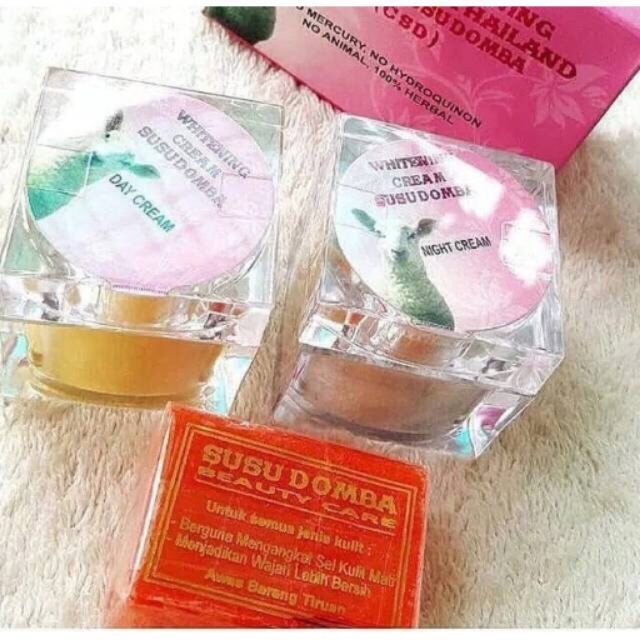 WHITENING
THAILAND
SUSUDOMBA
(CSD)
MERCURY, NO HYDROQUINON
NO ANIMAL, 100% HERBAL
WHITENING
CREAM
SUSUDOMBA
DAY CREAM
WHITENING
CREAM
SUSUDOMBA
NIGHT CREAM
SUSU DOMBA
BEAUTY CARE
Untuk semua jenis kulit :
- Berguna Mengangkat Sel Kulit Mati
- Menjadikan Wajah Lebih Bersih
Awas Barang Tiruan